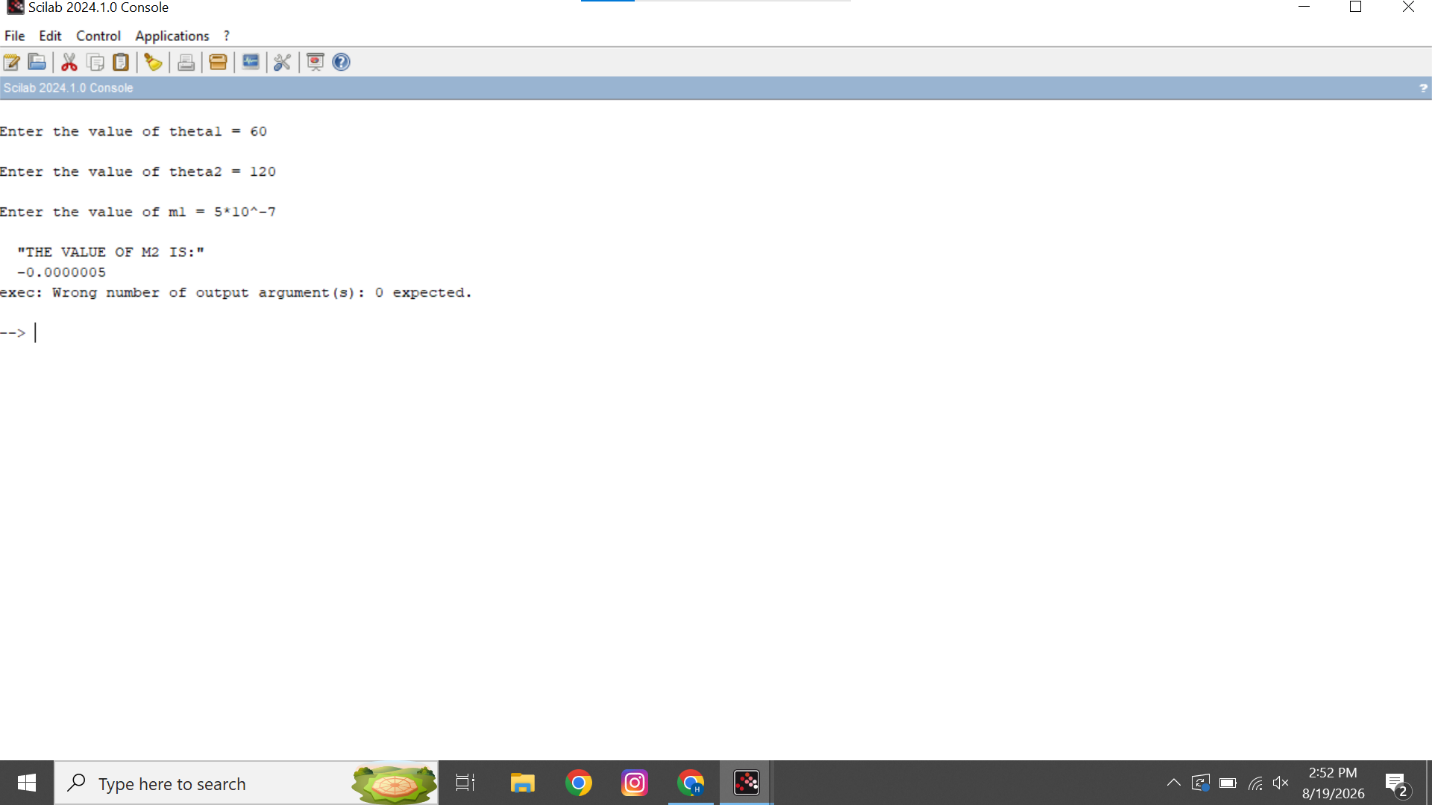 Scilab 2024.1.0 Console
File Edit Control Applications ?
Scilab 2024.1.0 Console ?
Enter the value of theta1 = 60
Enter the value of theta2 = 120
Enter the value of m1 = 5*10^-7
"THE VALUE OF M2 IS:"
-0.0000005
exec: Wrong number of output argument(s): 0 expected.
-->
Type here to search
H
2:52 PM
8/19/2026
2